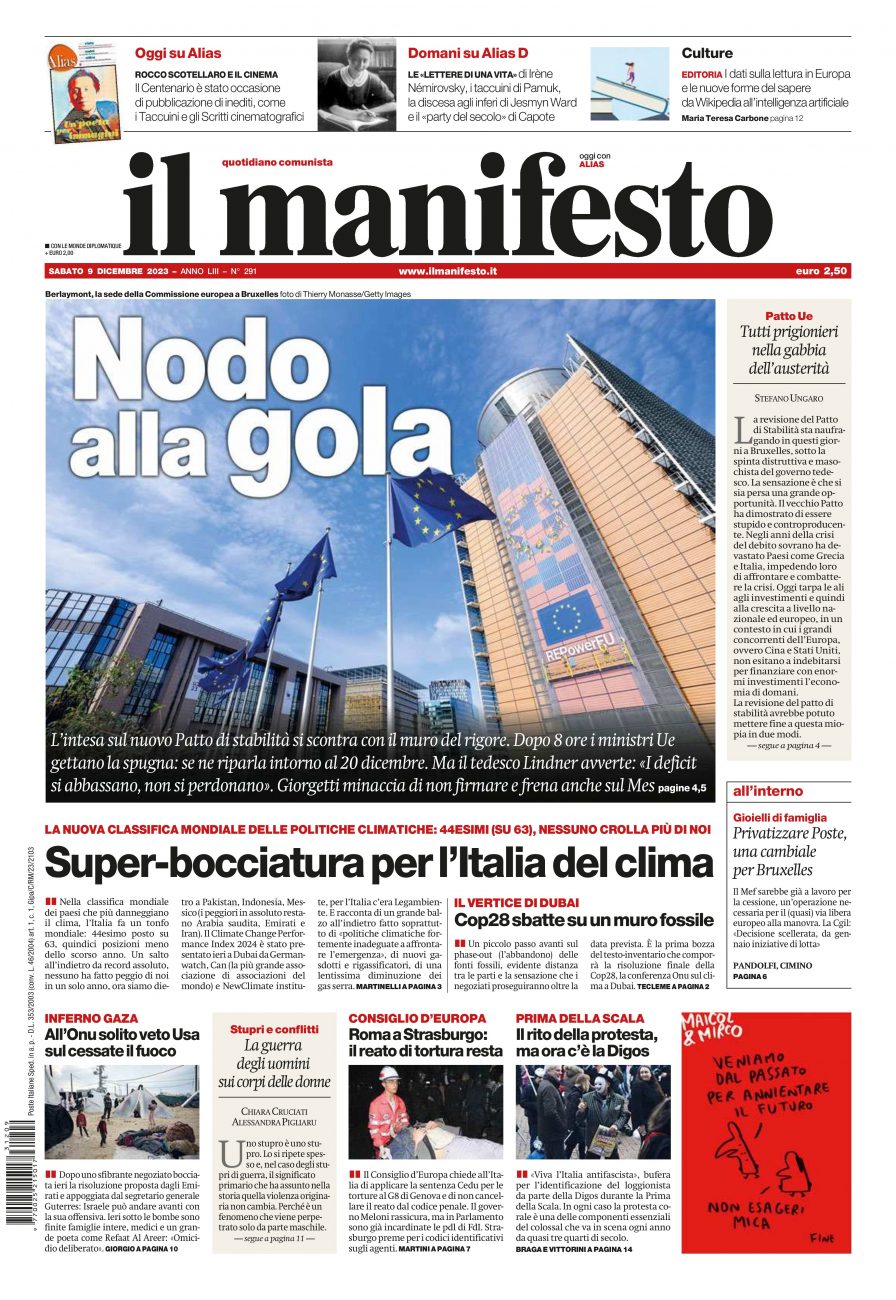 Alias
Un poeta
per immagini
Oggi su Alias
ROCCO SCOTELLARO E IL CINEMA
Il Centenario è stato occasione
di pubblicazione di inediti, come
i Taccuini e gli Scritti cinematografici
Domani su Alias D
LE «LETTERE DI UNA VITA» di Irène
Némirovsky, i taccuini di Pamuk,
la discesa agli inferi di Jesmyn Ward
e il «party del secolo» di Capote
Culture
EDITORIA I dati sulla lettura in Europa
e le nuove forme del sapere
da Wikipedia all'intelligenza artificiale
Maria Teresa Carbone pagina 12
quotidiano comunista
oggi con
ALIAS
il manifesto
■ CON LE MONDE DIPLOMATIQUE
+ EURO 2,00
SABATO 9 DICEMBRE 2023 – ANNO LIII – N° 291
www.ilmanifesto.it
euro 2,50
Berlaymont, la sede della Commissione europea a Bruxelles foto di Thierry Monasse/Getty Images
Nodo
alla gola
REPowerEU
L'intesa sul nuovo Patto di stabilità si scontra con il muro del rigore. Dopo 8 ore i ministri Ue
gettano la spugna: se ne riparla intorno al 20 dicembre. Ma il tedesco Lindner avverte: «I deficit
si abbassano, non si perdonano». Giorgetti minaccia di non firmare e frena anche sul Mes pagine 4,5
Patto Ue
Tutti prigionieri
nella gabbia
dell'austerità
STEFANO UNGARO
La revisione del Patto
di Stabilità sta naufra-
gando in questi gior-
ni a Bruxelles, sotto la
spinta distruttiva e maso-
chista del governo tede-
sco. La sensazione è che si
sia persa una grande op-
portunità. Il vecchio Patto
ha dimostrato di essere
stupido e controproducen-
te. Negli anni della crisi
del debito sovrano ha de-
vastato Paesi come Grecia
e Italia, impedendo loro
di affrontare e combatte-
re la crisi. Oggi tarpa le ali
agli investimenti e quindi
alla crescita a livello na-
zionale ed europeo, in un
contesto in cui i grandi
concorrenti dell'Europa,
ovvero Cina e Stati Uniti,
non esitano a indebitarsi
per finanziare con enor-
mi investimenti l'econo-
mia di domani.
La revisione del patto di
stabilità avrebbe potuto
mettere fine a questa mio-
pia in due modi.
— segue a pagina 4 —
all'interno
Gioielli di famiglia
Privatizzare Poste,
una cambiale
per Bruxelles
Il Mef sarebbe già a lavoro per
la cessione, un'operazione ne-
cessaria per il (quasi) via libera
europeo alla manovra. La Cgil:
«Decisione scellerata, da gen-
naio iniziative di lotta»
PANDOLFI, CIMINO
PAGINA 6
LA NUOVA CLASSIFICA MONDIALE DELLE POLITICHE CLIMATICHE: 44ESIMI (SU 63), NESSUNO CROLLA PIÙ DI NOI
Super-bocciatura per l'Italia del clima
Nella classifica mondiale
dei paesi che più danneggiano
il clima, l'Italia fa un tonfo
mondiale: 44esimo posto su
63, quindici posizioni meno
dello scorso anno. Un salto
all'indietro da record assoluto,
nessuno ha fatto peggio di noi
in un solo anno, ora siamo die-
tro a Pakistan, Indonesia, Mes-
sico (i peggiori in assoluto resta-
no Arabia saudita, Emirati e
Iran). Il Climate Change Perfor-
mance Index 2024 è stato pre-
sentato ieri a Dubai da German-
watch, Can (la più grande asso-
ciazione di associazioni del
mondo) e NewClimate institu-
te, per l'Italia c'era Legambien-
te. E racconta di un grande bal-
zo all'indietro fatto soprattut-
to di «politiche climatiche for-
temente inadeguate a affronta-
re l'emergenza», di nuovi ga-
sdotti e rigassificatori, di una
lentissima diminuzione dei
gas serra. MARTINELLI A PAGINA 3
IL VERTICE DI DUBAI
Cop28 sbatte su un muro fossile
Un piccolo passo avanti sul
phase-out (l'abbandono) delle
fonti fossili, evidente distanza
tra le parti e la sensazione che i
negoziati proseguiranno oltre la
data prevista. È la prima bozza
del testo-inventario che compor-
rà la risoluzione finale della
Cop28, la conferenza Onu sul cli-
ma a Dubai. TECLEME A PAGINA 2
INFERNO GAZA
All'Onu solito veto Usa
sul cessate il fuoco
Dopo uno sfibrante negoziato boccia-
ta ieri la risoluzione proposta dagli Emi-
rati e appoggiata dal segretario generale
Guterres: Israele può andare avanti con
la sua offensiva. Ieri sotto le bombe sono
finite famiglie intere, medici e un gran-
de poeta come Refaat Al Areer: «Omici-
dio deliberato». GIORGIO A PAGINA 10
Stupri e conflitti
La guerra
degli uomini
sui corpi delle donne
CHIARA CRUCIATI
ALESSANDRA PIGLIARU
Uno stupro è uno stu-
pro. Lo si ripete spes-
so e, nel caso degli stu-
pri di guerra, il significato
primario che ha assunto nella
storia quella violenza origina-
ria non cambia. Perché è un
fenomeno che viene perpe-
trato solo da parte maschile.
— segue a pagina 11 —
CONSIGLIO D'EUROPA
Roma a Strasburgo:
il reato di tortura resta
Il Consiglio d'Europa chiede all'Ita-
lia di applicare la sentenza Cedu per le
torture al G8 di Genova e di non cancel-
lare il reato dal codice penale. Il gover-
no Meloni rassicura, ma in Parlamento
sono già incardinate le pdl di FdI. Stra-
sburgo preme per i codici identificativi
sugli agenti. MARTINI A PAGINA 7
PRIMA DELLA SCALA
Il rito della protesta,
ma ora c'è la Digos
«Viva l'Italia antifascista», bufera
per l'identificazione del loggionista
da parte della Digos durante la Prima
della Scala. In ogni caso la protesta co-
rale è una delle componenti essenziali
del colossal che va in scena ogni anno
da quasi tre quarti di secolo.
BRAGA E VITTORINI A PAGINA 14
MAICOL
& MIRCO
VENIAMO
DAL PASSATO
PER ANNIENTARE
IL FUTURO
NON ESAGERI
MICA
FINE
Poste Italiane Sped. in a. p. - D.L. 353/2003 (conv. L. 46/2004) art. 1, c. 1, Gipa/C/RM/23/2103
31209
9 770025 215017